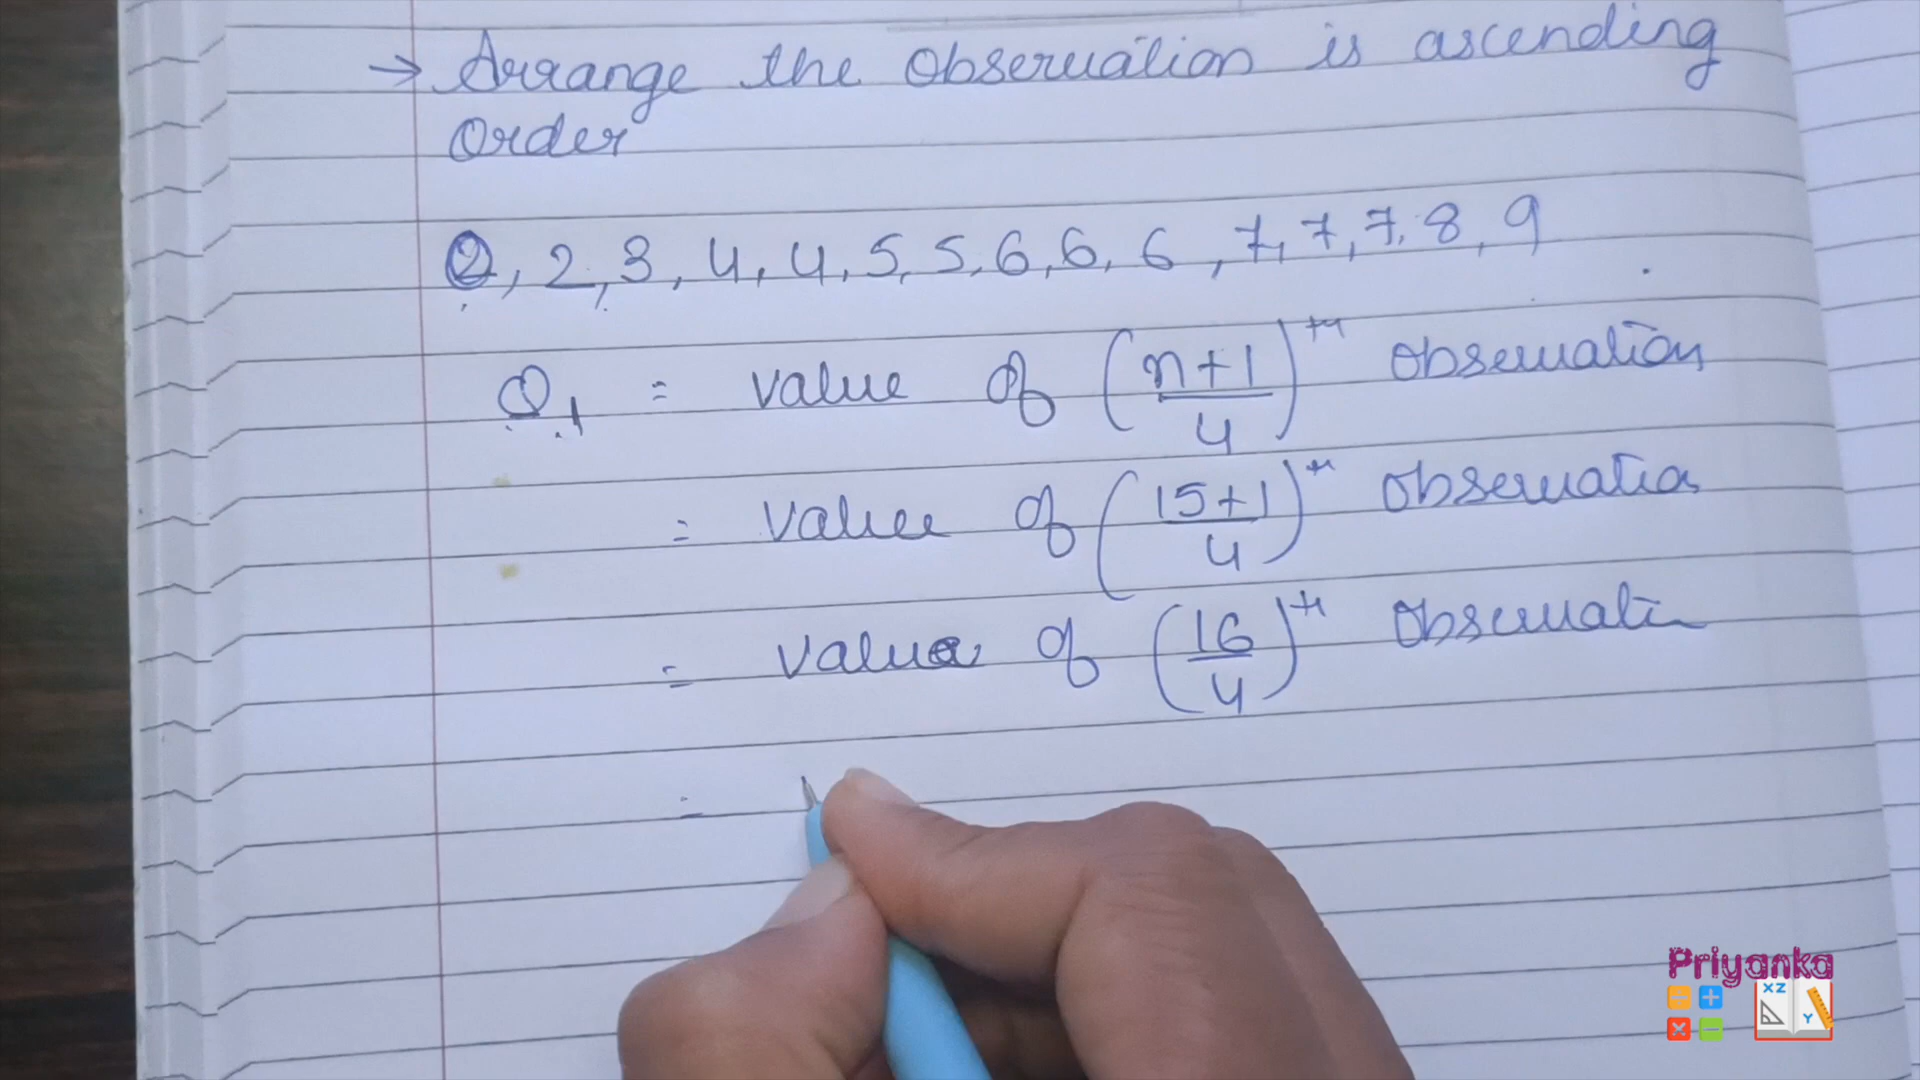 → Arrange the Observation is ascending
Order
2, 2, 3, 4, 4, 5, 5, 6, 6, 6, 7, 7, 7, 8, 9
Q₁ = value of (n+1/4)ᵗʰ observation
= value of (15+1/4)ᵗʰ observation
= value of (16/4)ᵗʰ Observati
=
Priyanka
XZ
Y